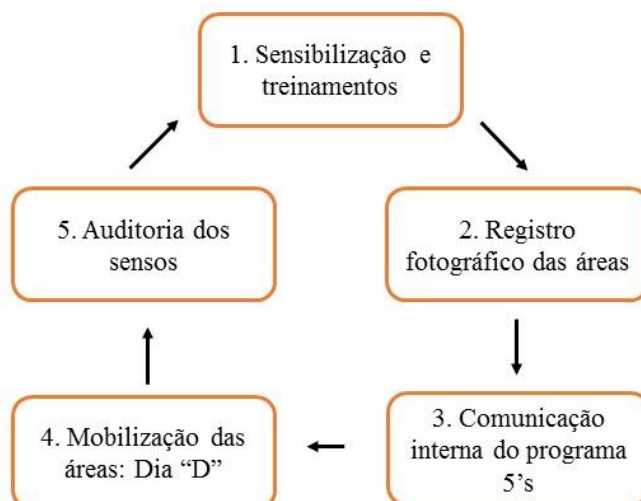 1. Sensibilização e
treinamentos
2. Registro
fotográfico das áreas
3. Comunicação
interna do programa
5’s
4. Mobilização das
áreas: Dia “D”
5. Auditoria dos
sensos